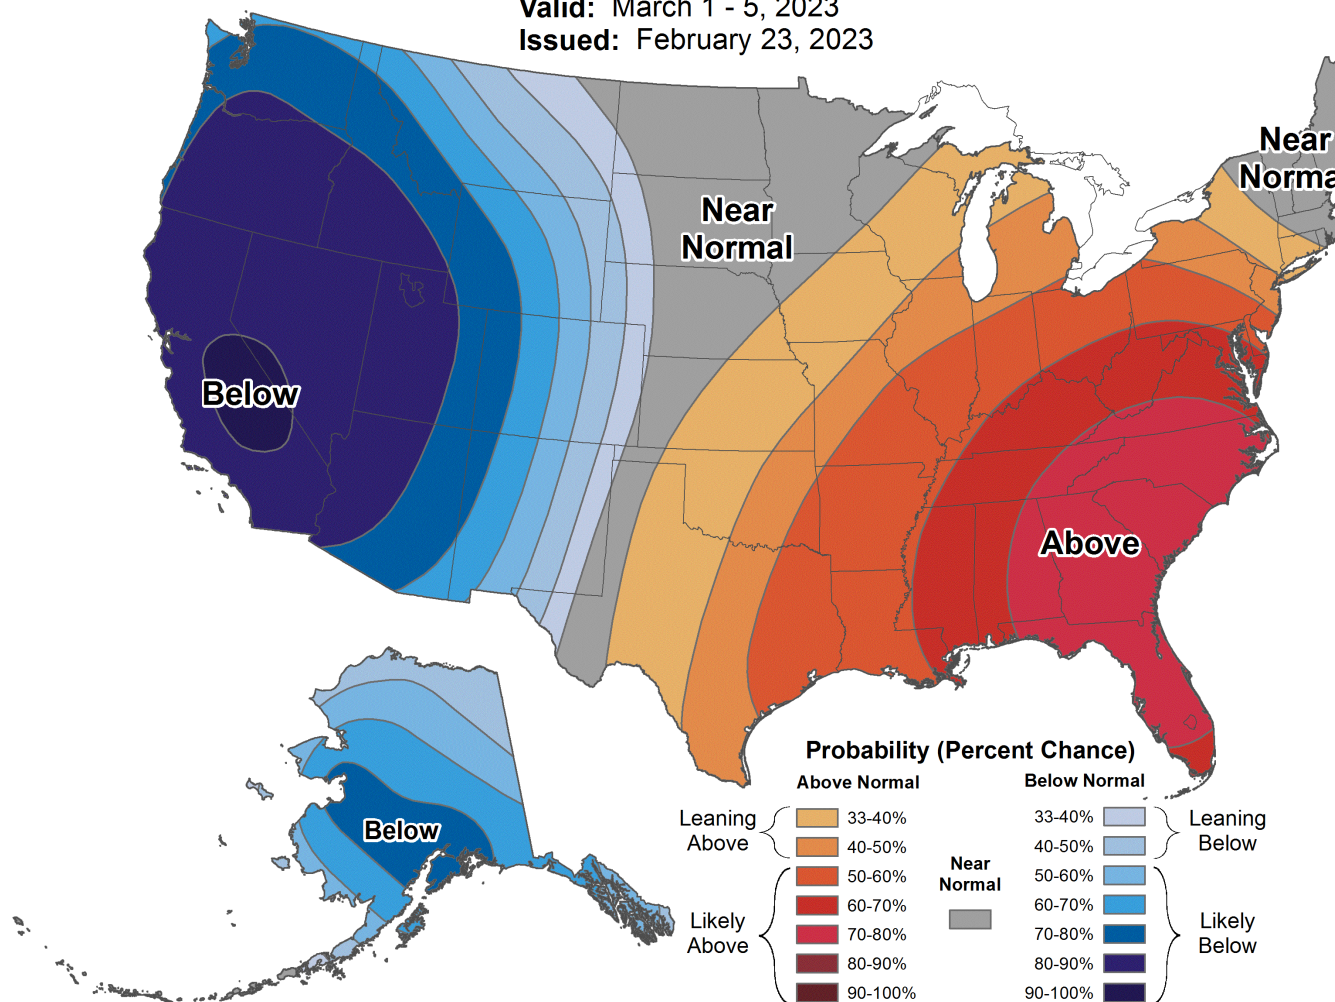 Valid: March 1 - 5, 2023
Issued: February 23, 2023
Near
Norma
Near
Normal
Below
Above
Below
Probability (Percent Chance)
Above Normal
Below Normal
Leaning
Above
33-40%
40-50%
Likely
Above
50-60%
60-70%
70-80%
80-90%
90-100%
Near
Normal
33-40%
40-50%
Leaning
Below
50-60%
60-70%
70-80%
80-90%
90-100%
Likely
Below